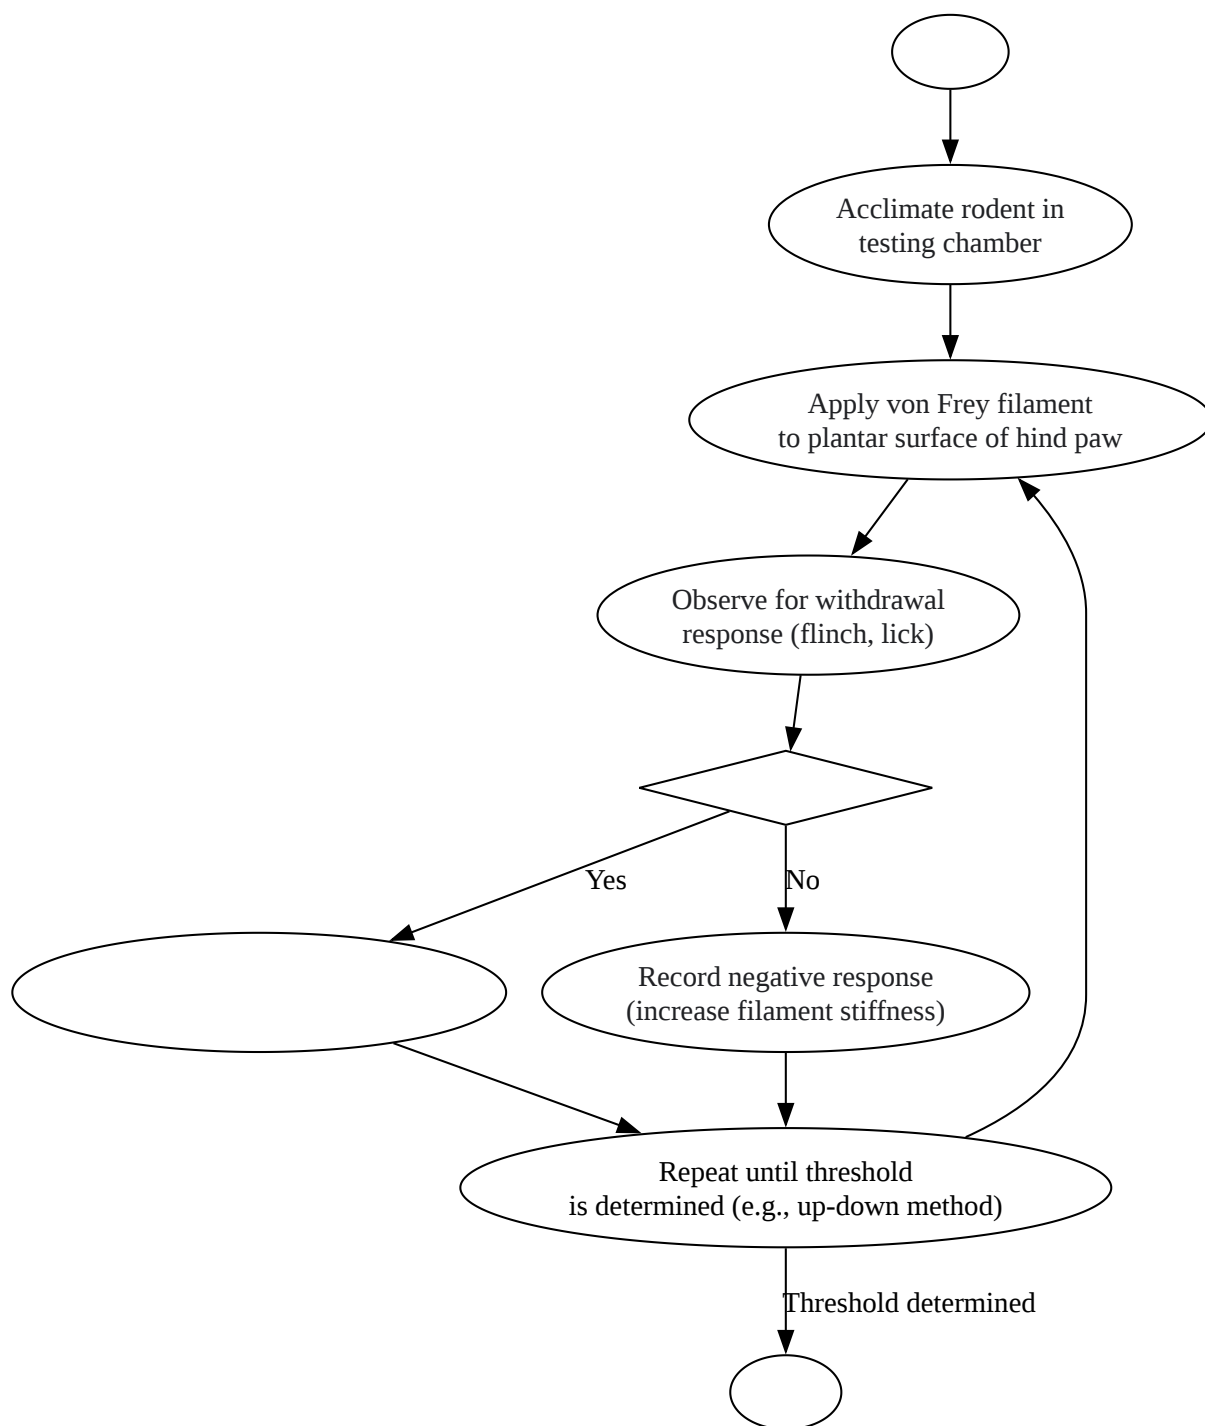 Acclimate rodent in
testing chamber
Apply von Frey filament
to plantar surface of hind paw
Observe for withdrawal
response (flinch, lick)
Yes
No
Record negative response
(increase filament stiffness)
Repeat until threshold
is determined (e.g., up-down method)
Threshold determined